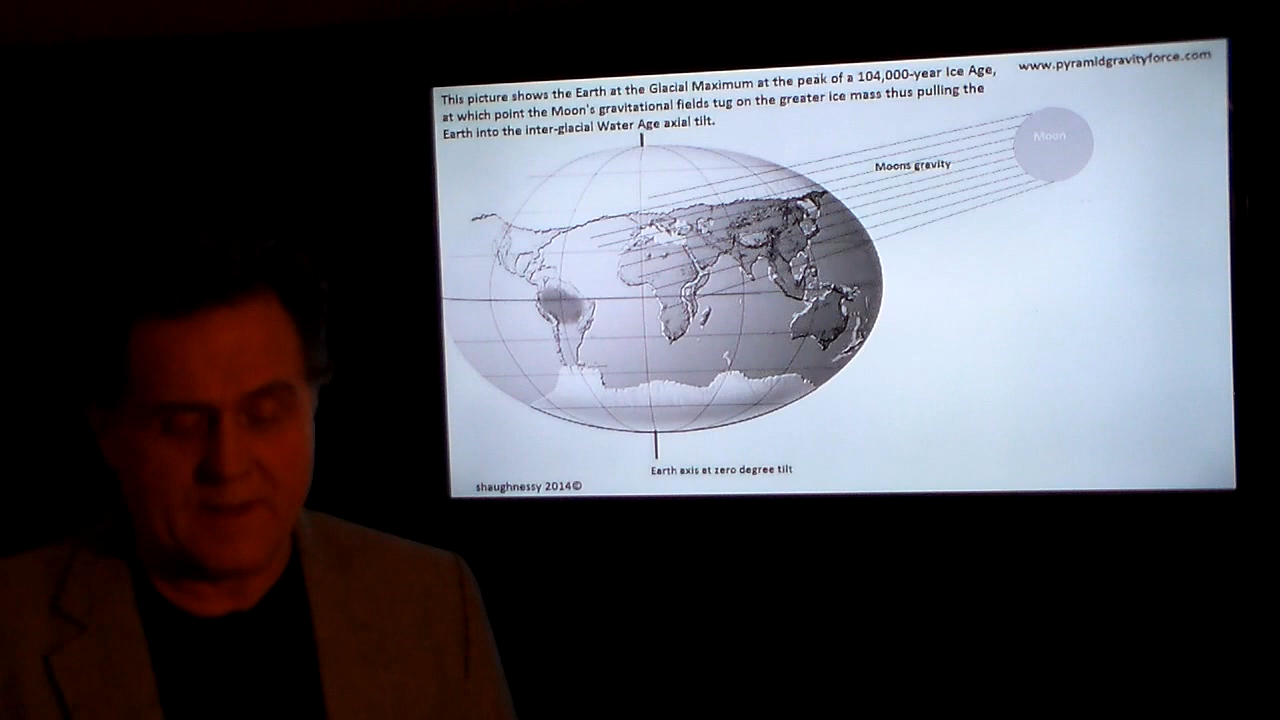 www.pyramidgravityforce.com
This picture shows the Earth at the Glacial Maximum at the peak of a 104,000-year Ice Age,
at which point the Moon's gravitational fields tug on the greater ice mass thus pulling the
Earth into the inter-glacial Water Age axial tilt.
Moon
Moons gravity
Earth axis at zero degree tilt
shaughnessy 2014©